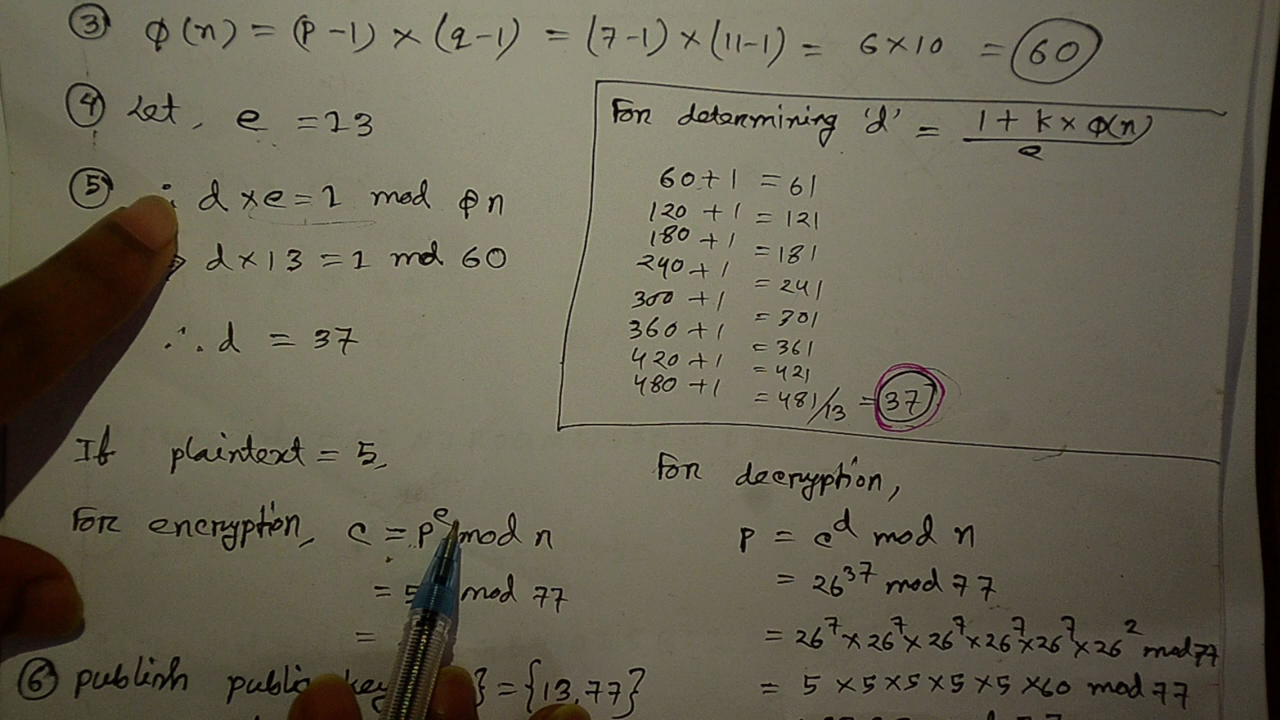 ③ ϕ(n) = (p-1) × (q-1) = (7-1) × (11-1) = 6×10 = 60
④ Let, e = 13
⑤ ∴ d×e = 1 mod ϕn
⇒ d×13 = 1 md 60
∴ d = 37
For determining 'd' = (1 + k × ϕ(n)) / e
60+1 = 61
120+1 = 121
180+1 = 181
240+1 = 241
300+1 = 301
360+1 = 361
420+1 = 421
480+1 = 481/13 = 37
If plaintext = 5,
For encryption, c = p^e mod n
= 5 mod 77
=
⑥ publish public key } = {13,77}
For decryption,
p = c^d mod n
= 26^37 mod 77
= 26^7 × 26^7 × 26^7 × 26^7 × 26^7 × 26^2 mod 77
= 5 × 5 × 5 × 5 × 5 × 60 mod 77